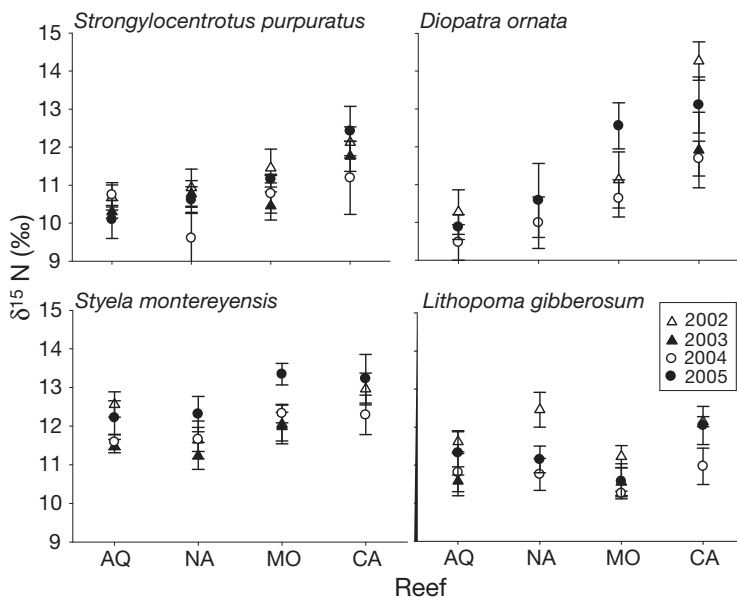 Strongylocentrotus purpuratus
Diopatra ornata
15
14
13
12
11
10
9
δ15 N (‰)
Styela montereyensis
Lithopoma gibberosum
15
14
13
12
11
10
9
2002
2003
2004
2005
AQ NA MO CA
AQ NA MO CA
Reef